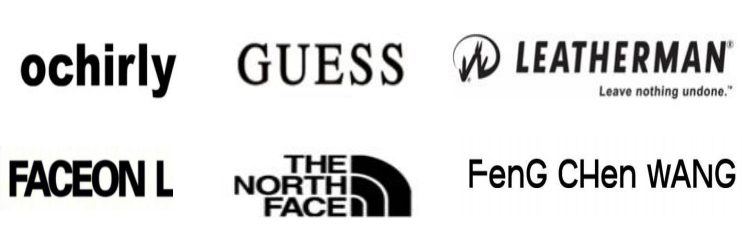 ochirly
GUESS
LEATHERMAN®
Leave nothing undone.™
FACEON L
THE
NORTH
FACE
FenG CHen WANG